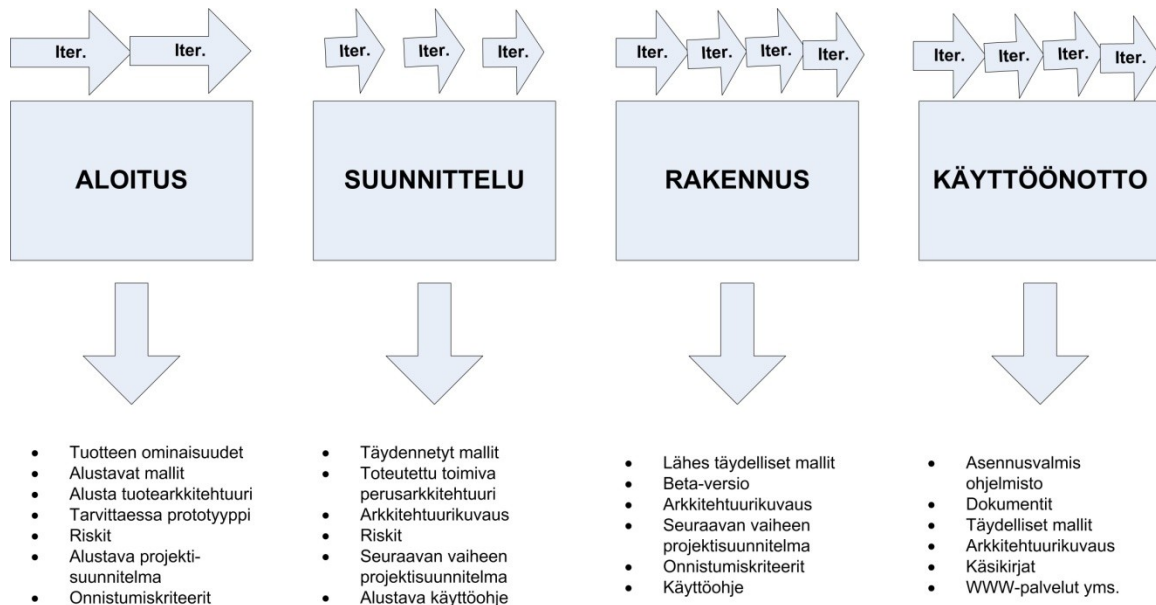 Iter.
Iter.
Iter.
Iter.
Iter.
Iter.
Iter.
Iter.
Iter.
Iter.
Iter.
Iter.
Iter.
ALOITUS
SUUNNITTELU
RAKENNUS
KÄYTTÖÖNOTTO
• Tuotteen ominaisuudet
• Alustavat mallit
• Alusta tuotearkkitehtuuri
• Tarvittaessa prototyyppi
• Riskit
• Alustava projekti-
suunnitelma
• Onnistumiskriteerit
• Täydennetyt mallit
• Toteutettu toimiva
perusarkkitehtuuri
• Arkkitehtuurikuvaus
• Riskit
• Seuraavan vaiheen
projektisuunnitelma
• Alustava käyttöohje
• Lähes täydelliset mallit
• Beta-versio
• Arkkitehtuurikuvaus
• Seuraavan vaiheen
projektisuunnitelma
• Onnistumiskriteerit
• Käyttöohje
• Asennusvalmis
ohjelmisto
• Dokumentit
• Täydelliset mallit
• Arkkitehtuurikuvaus
• Käsikirjat
• WWW-palvelut yms.